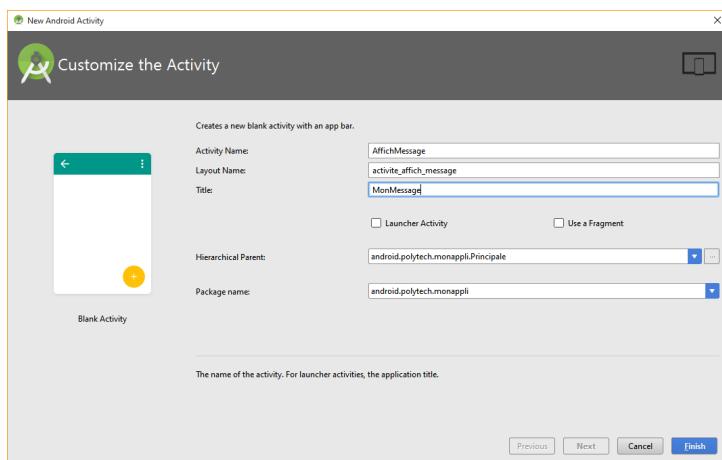 New Android Activity
Customize the Activity
Creates a new blank activity with an app bar.
Activity Name: AffichMessage
Layout Name: activite_affich_message
Title: MonMessage
Launcher Activity Use a Fragment
Hierarchical Parent: android.polytech.monappli.Principale ...
Package name: android.polytech.monappli
Blank Activity
The name of the activity. For launcher activities, the application title.
Previous Next Cancel Finish